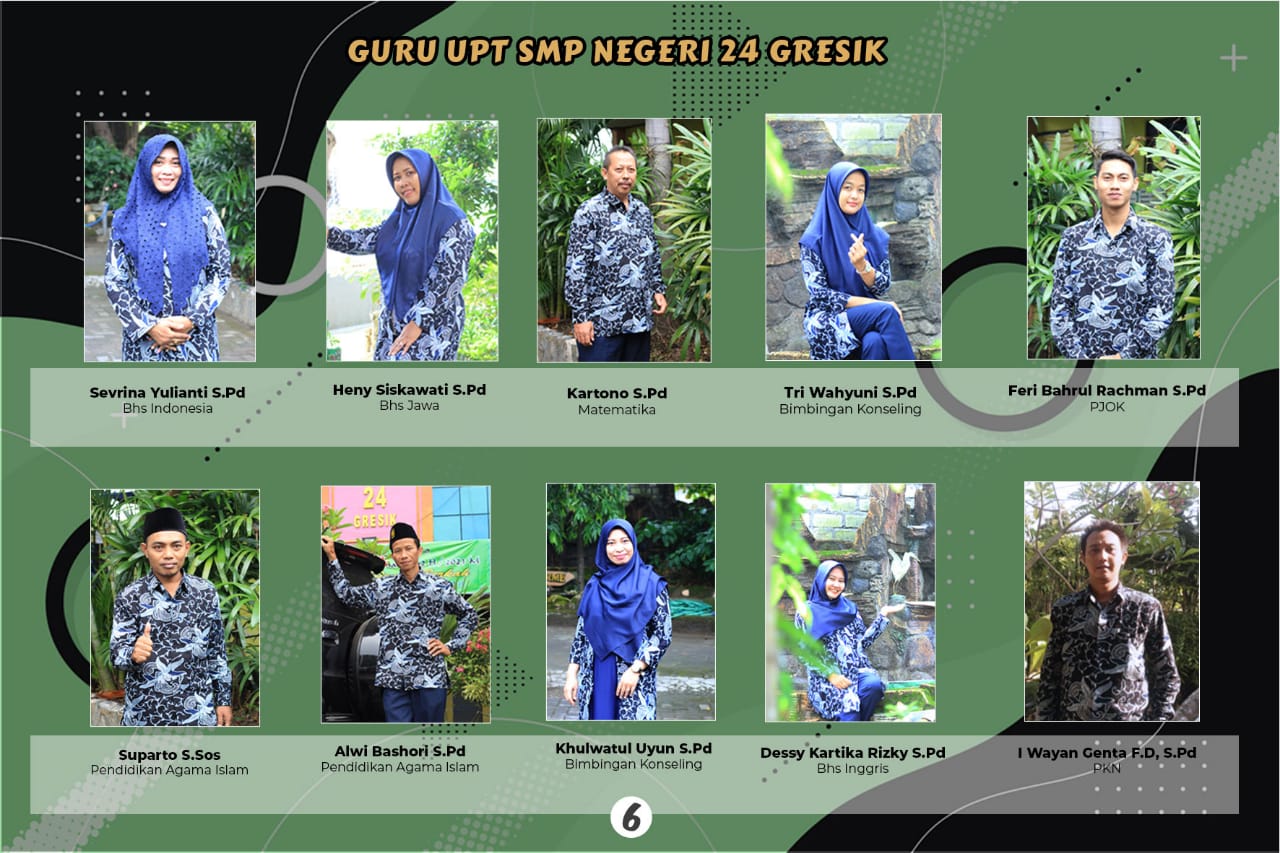 GURU UPT SMP NEGERI 24 GRESIK
Sevrina Yulianti S.Pd
Bhs Indonesia
Heny Siskawati S.Pd
Bhs Jawa
Kartono S.Pd
Matematika
Tri Wahyuni S.Pd
Bimbingan Konseling
Feri Bahrul Rachman S.Pd
PJOK
24
GRESIK
Suparto S.Sos
Pendidikan Agama Islam
Alwi Bashori S.Pd
Pendidikan Agama Islam
Khulwatul Uyun S.Pd
Bimbingan Konseling
Dessy Kartika Rizky S.Pd
Bhs Inggris
I Wayan Genta F.D, S.Pd
PKN
6